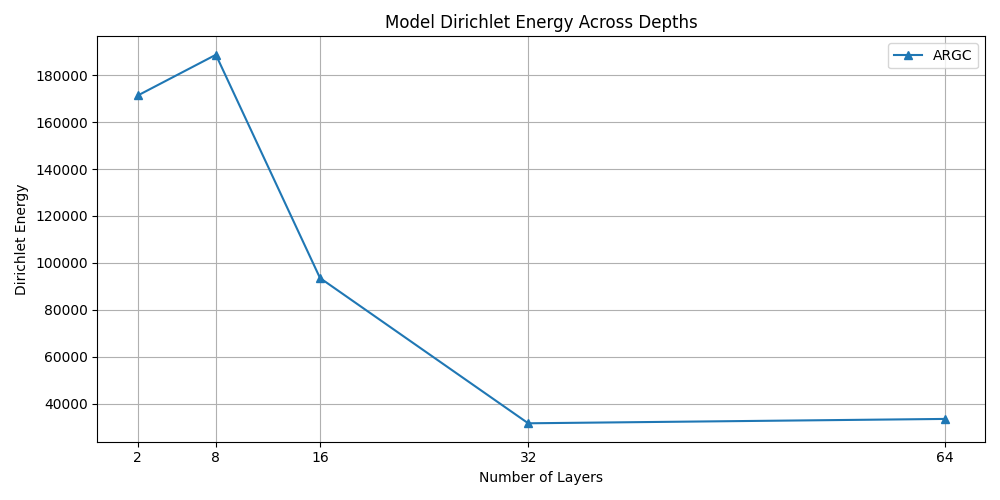 Model Dirichlet Energy Across Depths
ARGC
Dirichlet Energy
180000
160000
140000
120000
100000
80000
60000
40000
2 8 16 32 64
Number of Layers